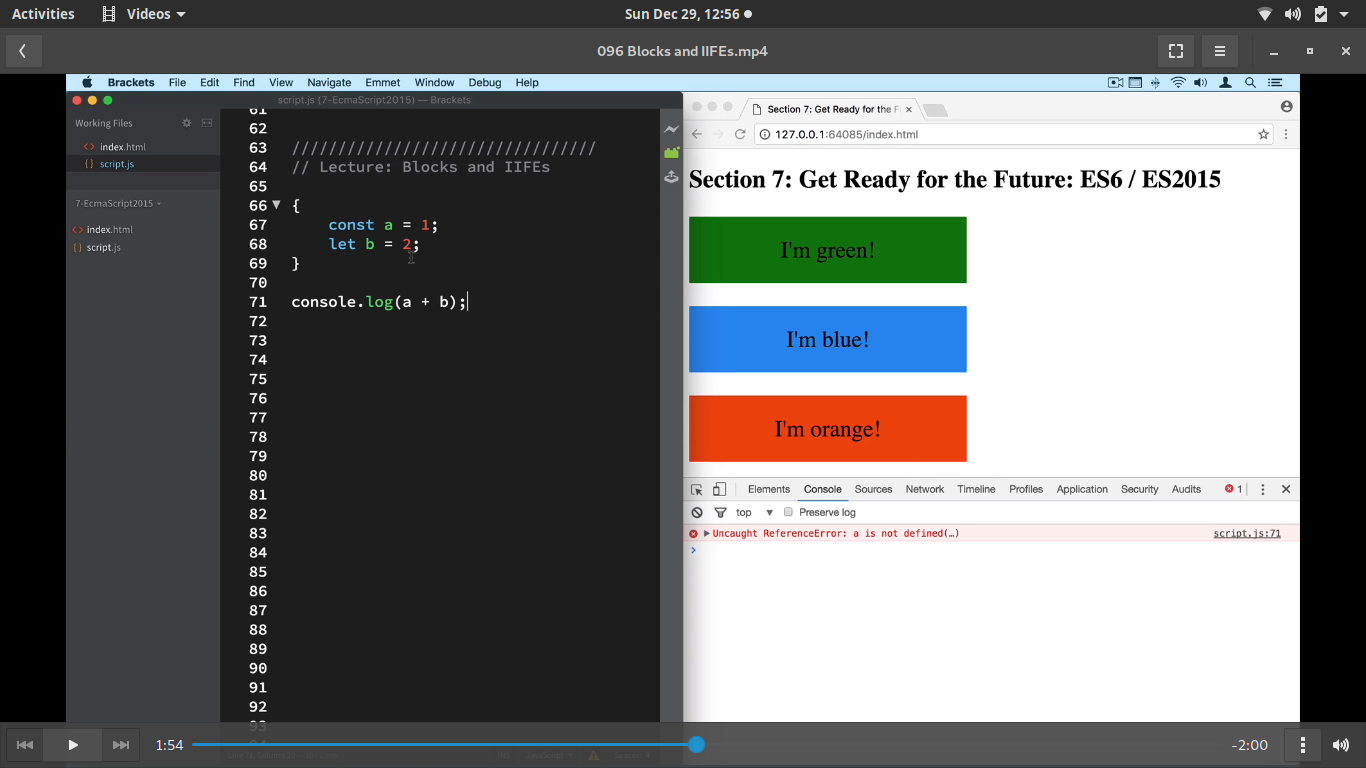 Activities Videos Sun Dec 29, 12:56
096 Blocks and IIFEs.mp4
Brackets File Edit Find View Navigate Emmet Window Debug Help
script.js (7-EcmaScript2015) — Brackets
Working Files
<> index.html
{} script.js
7-EcmaScript2015
<> index.html
{} script.js
61
62
63 /////////////////////////////////
64 // Lecture: Blocks and IIFEs
65
66 {
67 const a = 1;
68 let b = 2;
69 }
70
71 console.log(a + b);
72
73
74
75
76
77
78
79
80
81
82
83
84
85
86
87
88
89
90
91
92
93
Section 7: Get Ready for the F
127.0.0.1:64085/index.html
Section 7: Get Ready for the Future: ES6 / ES2015
I'm green!
I'm blue!
I'm orange!
Elements Console Sources Network Timeline Profiles Application Security Audits 1
top Preserve log
Uncaught ReferenceError: a is not defined(…) script.js:71
1:54 -2:00